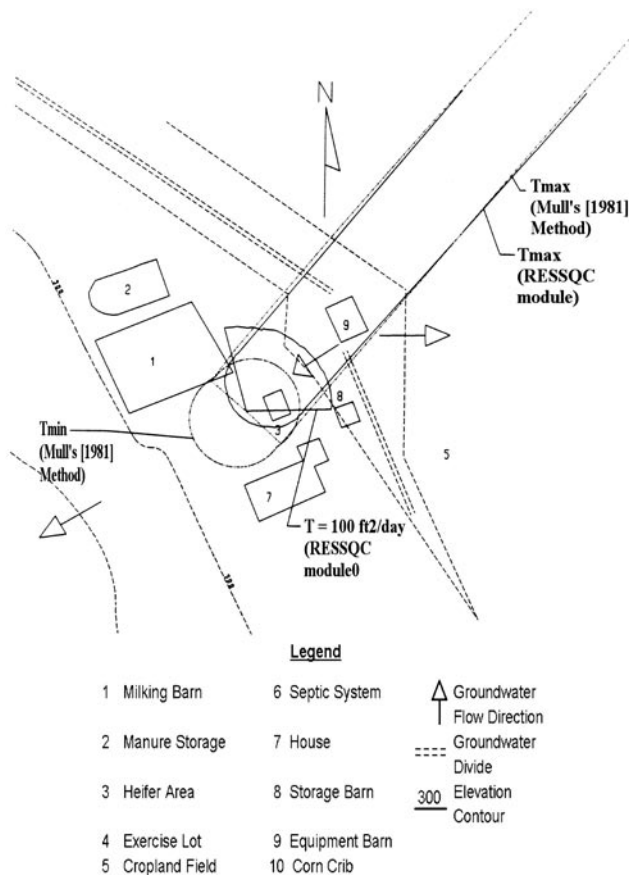 N
Tmax
(Mull's [1981]
Method)
Tmax
(RESSQC
module)
2
9
1
8
3
Tmin
(Mull's [1981]
Method)
5
7
T = 100 ft2/day
(RESSQC
module0
Legend
1 Milking Barn
2 Manure Storage
3 Heifer Area
4 Exercise Lot
5 Cropland Field
6 Septic System
7 House
8 Storage Barn
9 Equipment Barn
10 Corn Crib
Groundwater
Flow Direction
Groundwater
Divide
300 Elevation
Contour